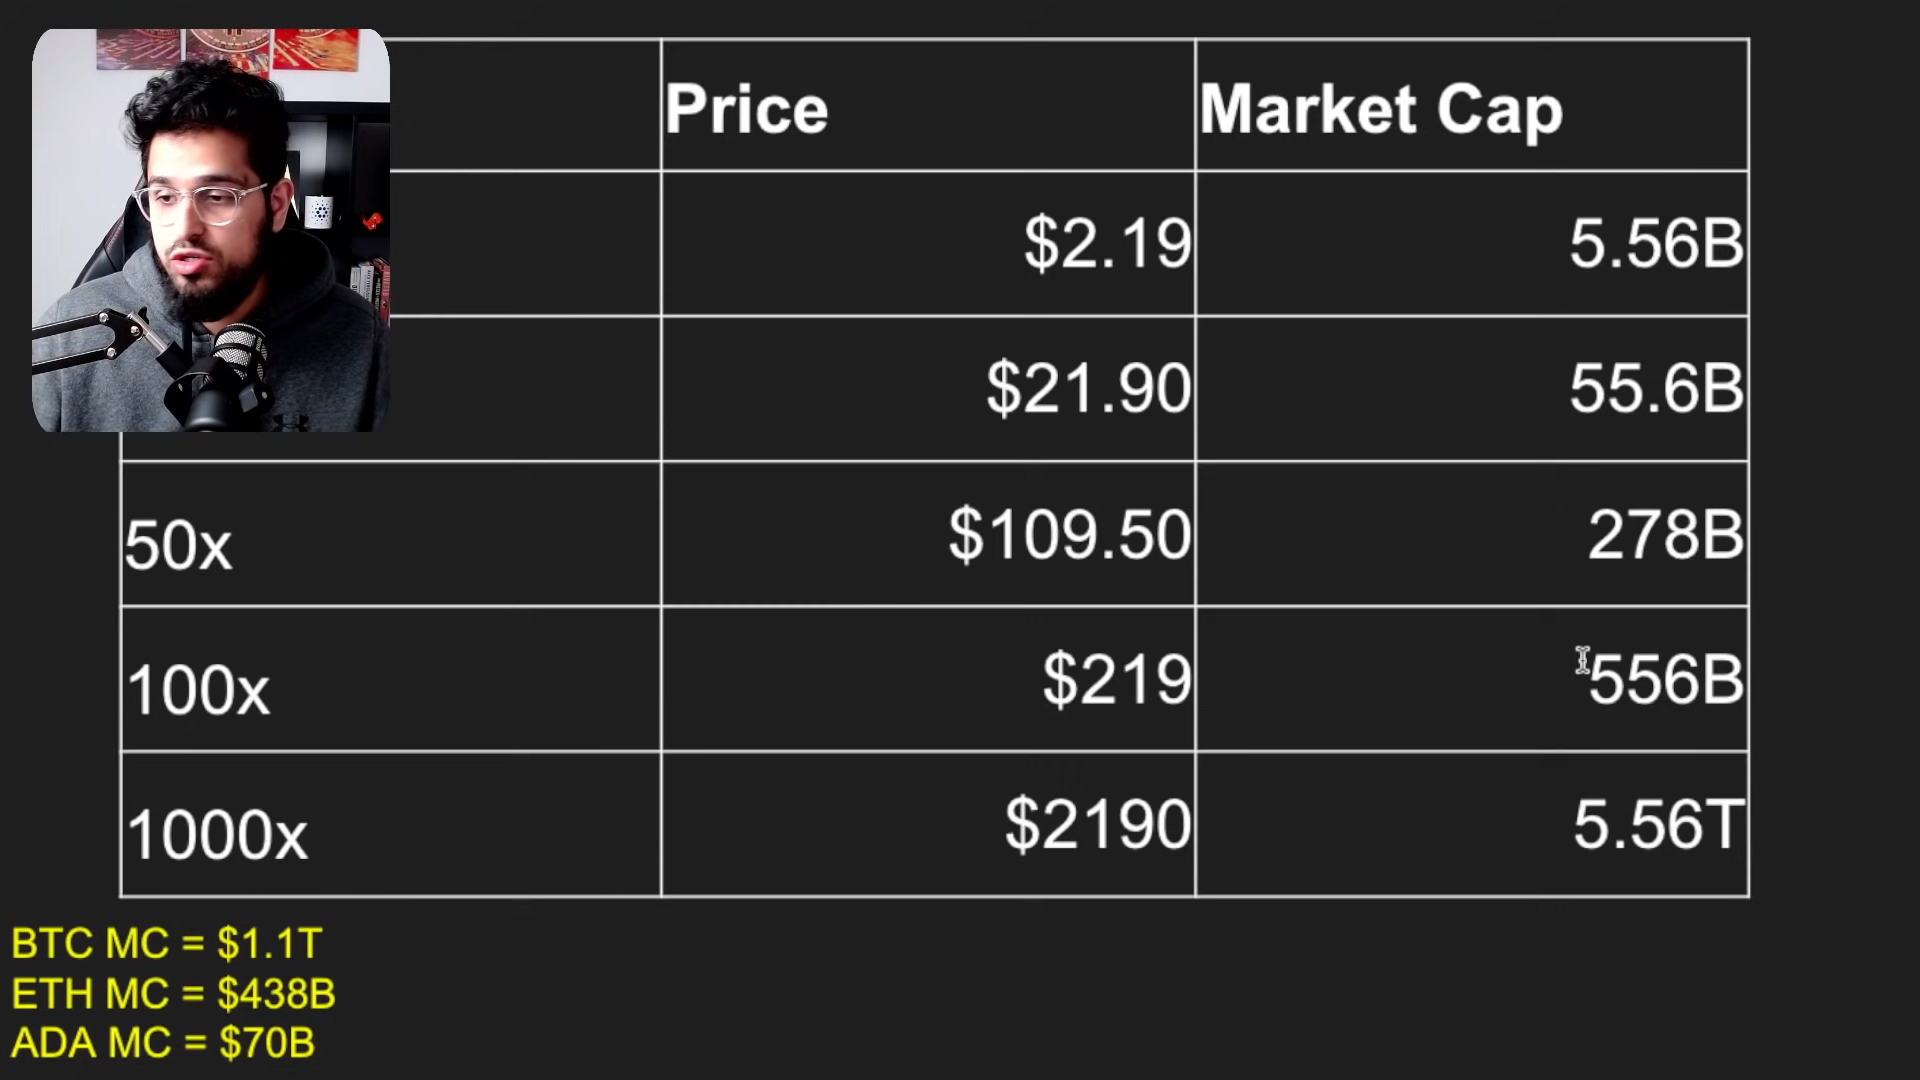 Price Market Cap
$2.19 5.56B
$21.90 55.6B
50x $109.50 278B
100x $219 556B
1000x $2190 5.56T
BTC MC = $1.1T
ETH MC = $438B
ADA MC = $70B